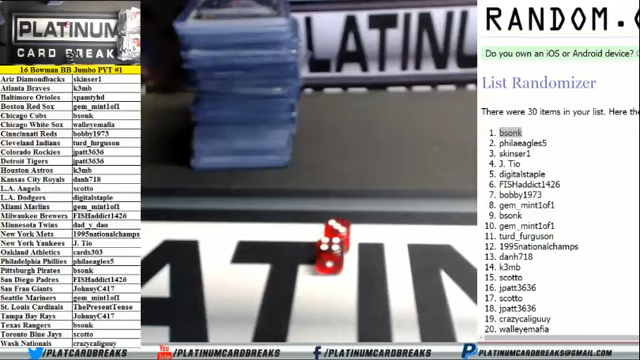 PLATINUM
CARD BREAKS
16 Bowman BB Jumbo PYT #1
Ariz Diamondbacks skinser1
Atlanta Braves k3mb
Baltimore Orioles spamtyhd
Boston Red Sox gem_mint1of1
Chicago Cubs bsonk
Chicago White Sox walleymafia
Cinncinati Reds bobby1973
Cleveland Indians turd_furguson
Colorado Rockies jpatt3636
Detroit Tigers jpatt3636
Houston Astros k3mb
Kansas City Royals danh718
L.A. Angels scotto
L.A. Dodgers digitalstaple
Miami Marlins gem_mint1of1
Milwaukee Brewers FISHaddict1426
Minnesota Twins dad_y_dau
New York Mets 1995nationalchamps
New York Yankees J. Tio
Oakland Athletics cards303
Philadelphia Phillies philaeagles5
Pittsburgh Pirates bsonk
San Diego Padres FISHaddict1426
San Fran Giants JohnnyC417
Seattle Mariners gem_mint1of1
St. Louis Cardinals ThePresentTense
Tampa Bay Rays JohnnyC417
Texas Rangers bsonk
Toronto Blue Jays scotto
Wash Nationals crazycaliguuy
PLATINU
ATIN
RANDOM.
Do you own an iOS or Android device?
List Randomizer
There were 30 items in your list. Here the
1. bsonk
2. philaeagles5
3. skinser1
4. J. Tio
5. digitalstaple
6. FISHaddict1426
7. bobby1973
8. gem_mint1of1
9. bsonk
10. gem_mint1of1
11. turd_furguson
12. 1995nationalchamps
13. danh718
14. k3mb
15. scotto
16. jpatt3636
17. scotto
18. jpatt3636
19. crazycaliguuy
20. walleymafia
/PLATCARDBREAKS
/PLATINUMCARDBREAKS
/PLATINUMCARDBREAKS@GMAIL.COM